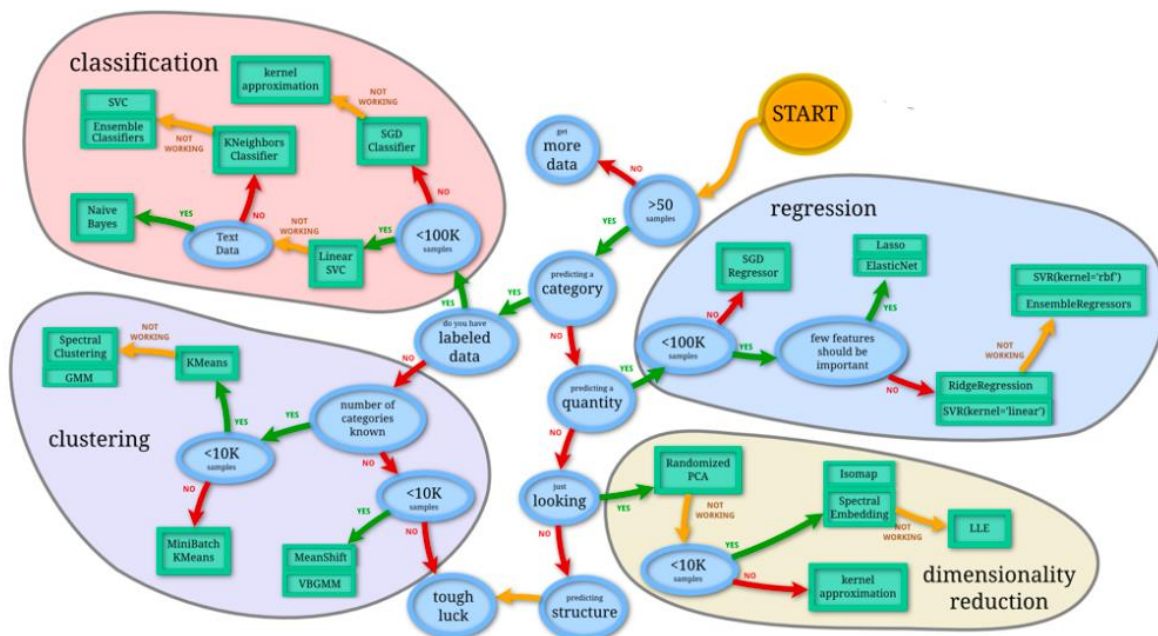 START
get
more
data
NO
>50
samples
YES
predicting a
category
YES
NO
do you have
labeled
data
YES
NO
classification
kernel
approximation
NOT
WORKING
SGD
Classifier
NO
<100K
samples
YES
Linear
SVC
NOT
WORKING
Text
Data
YES
Naive
Bayes
NO
KNeighbors
Classifier
NOT
WORKING
SVC
Ensemble
Classifiers
clustering
number of
categories
known
YES
NO
<10K
samples
YES
NO
KMeans
NOT
WORKING
Spectral
Clustering
GMM
MiniBatch
KMeans
<10K
samples
YES
NO
MeanShift
VBGMM
tough
luck
predicting a
quantity
YES
NO
regression
<100K
samples
NO
YES
SGD
Regressor
few features
should be
important
YES
NO
Lasso
ElasticNet
RidgeRegression
SVR(kernel='linear')
NOT
WORKING
SVR(kernel='rbf')
EnsembleRegressors
just
looking
YES
NO
predicting
structure
dimensionality
reduction
Randomized
PCA
NOT
WORKING
<10K
samples
YES
NO
Isomap
Spectral
Embedding
NOT
WORKING
LLE
kernel
approximation